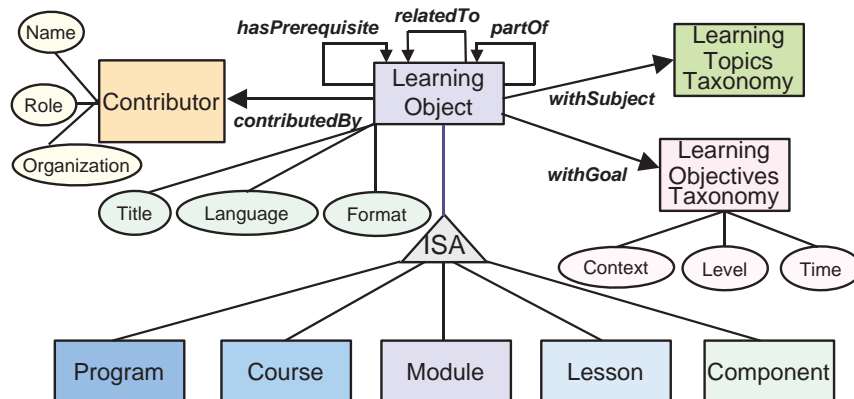 hasPrerequisite
relatedTo
partOf
Name
Role
Organization
Contributor
contributedBy
Learning
Object
withSubject
Learning
Topics
Taxonomy
withGoal
Learning
Objectives
Taxonomy
Title
Language
Format
ISA
Context
Level
Time
Program
Course
Module
Lesson
Component